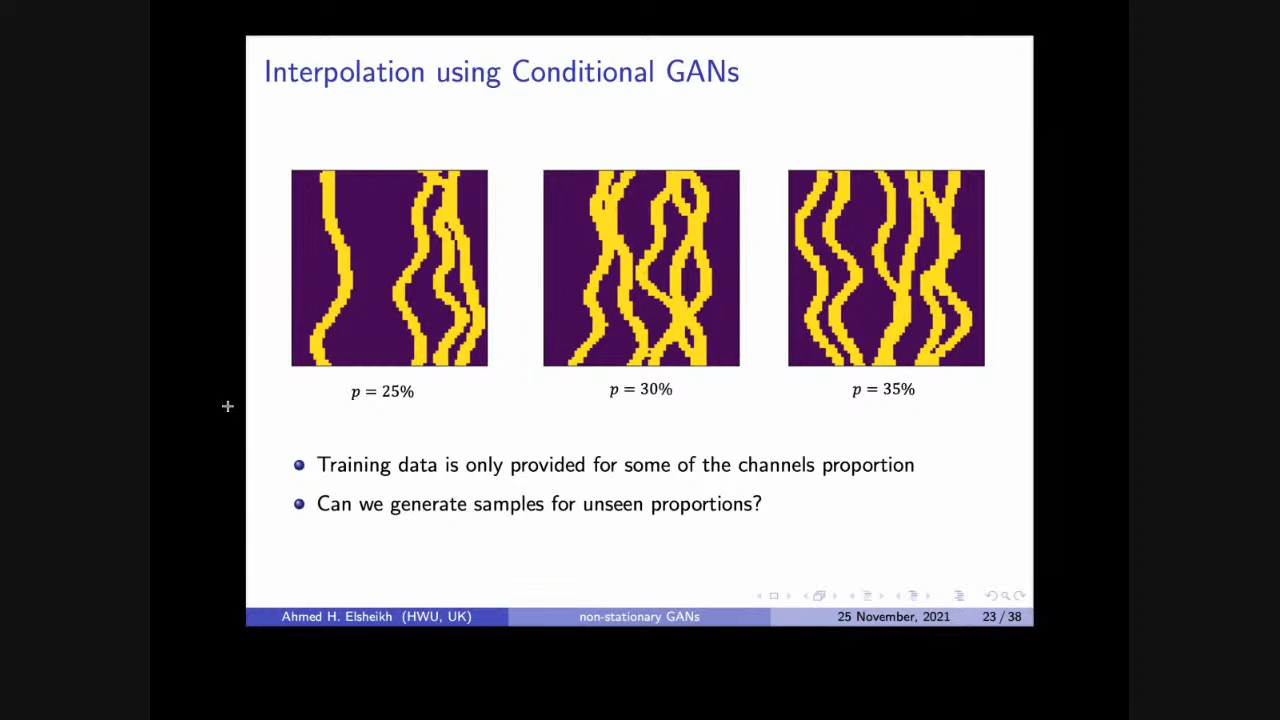 Interpolation using Conditional GANs
p = 25%
p = 30%
p = 35%
Training data is only provided for some of the channels proportion
Can we generate samples for unseen proportions?
Ahmed H. Elsheikh (HWU, UK)
non-stationary GANs
25 November, 2021
23 / 38